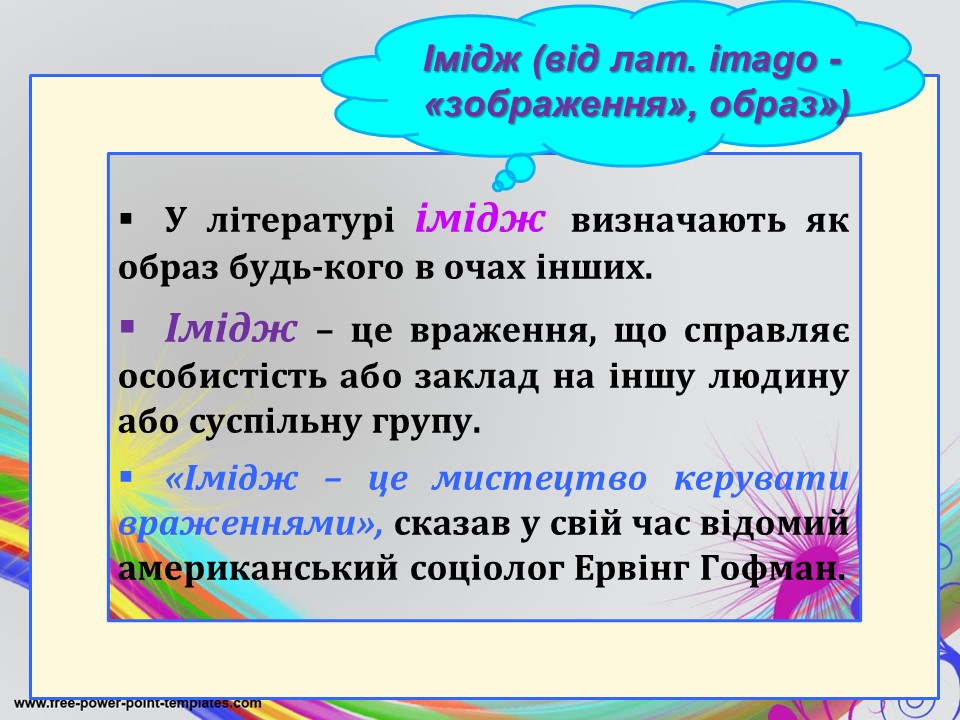 Імідж (від лат. imago -
«зображення», образ»)
▪ У літературі імідж визначають як
образ будь-кого в очах інших.
▪ Імідж – це враження, що справляє
особистість або заклад на іншу людину
або суспільну групу.
▪ «Імідж – це мистецтво керувати
враженнями», сказав у свій час відомий
американський соціолог Ервінг Гофман.
www.free-power-point-templates.com